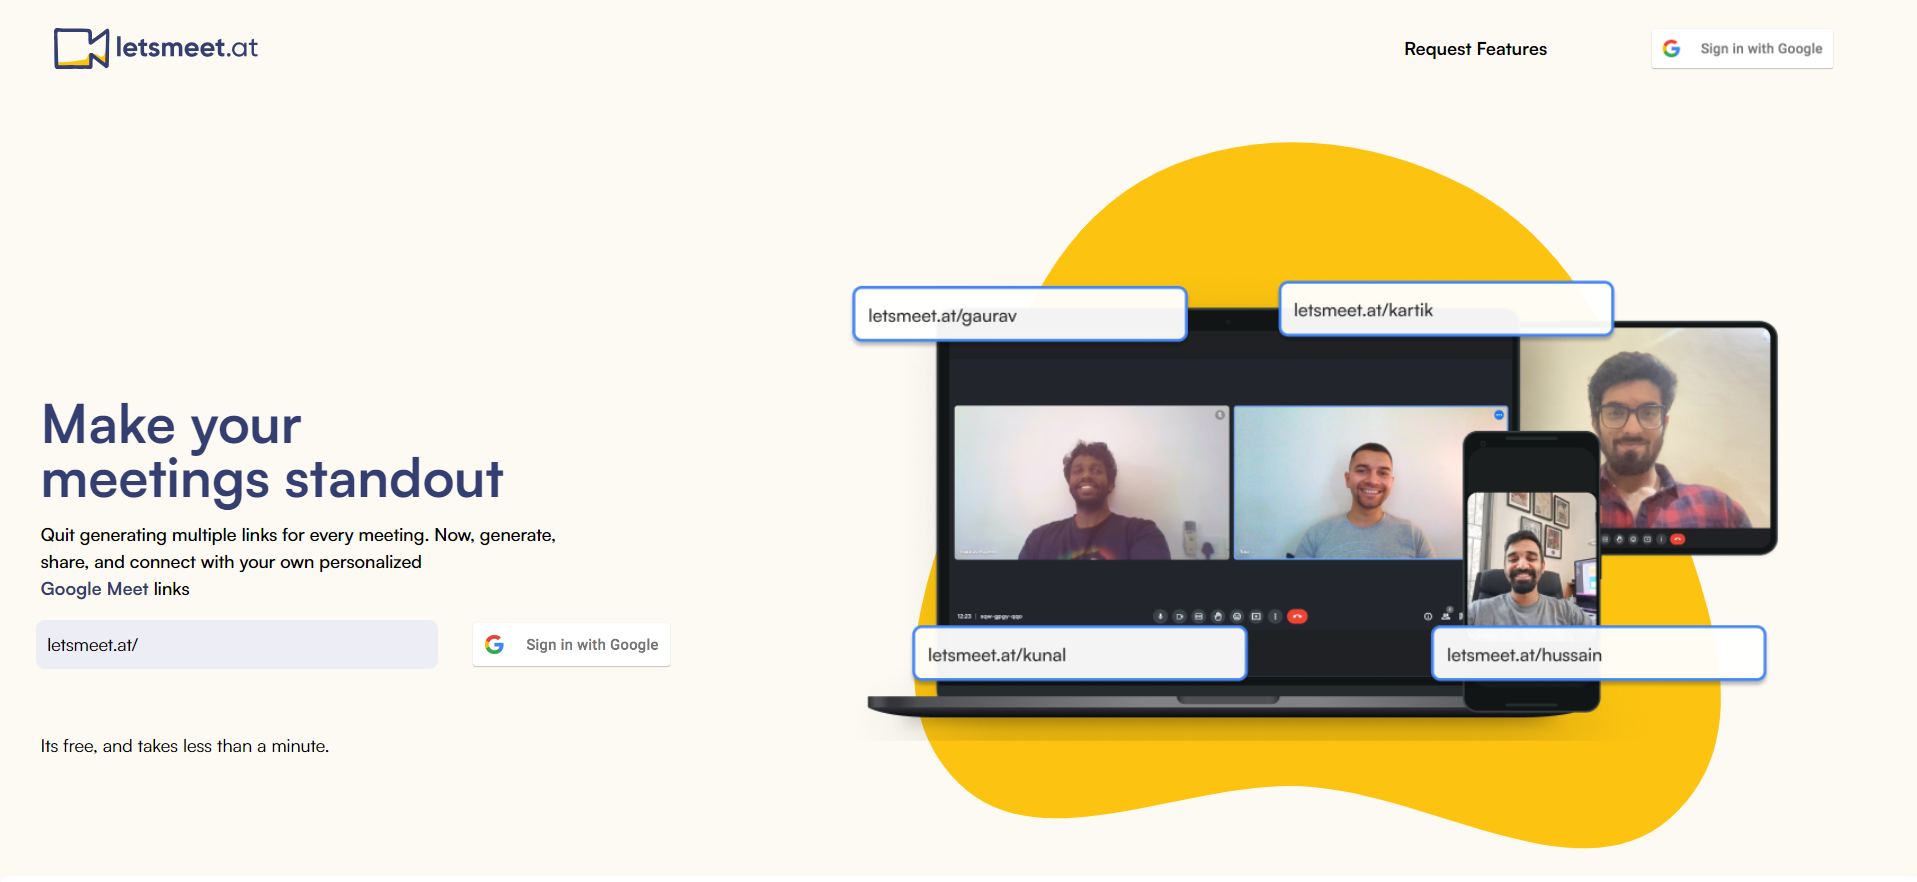 letsmeet.at
Request Features
Sign in with Google
letsmeet.at/gaurav
letsmeet.at/kartik
Make your
meetings standout
Quit generating multiple links for every meeting. Now, generate,
share, and connect with your own personalized
Google Meet links
letsmeet.at/
Sign in with Google
12:23
letsmeet.at/kunal
letsmeet.at/hussain
Its free, and takes less than a minute.